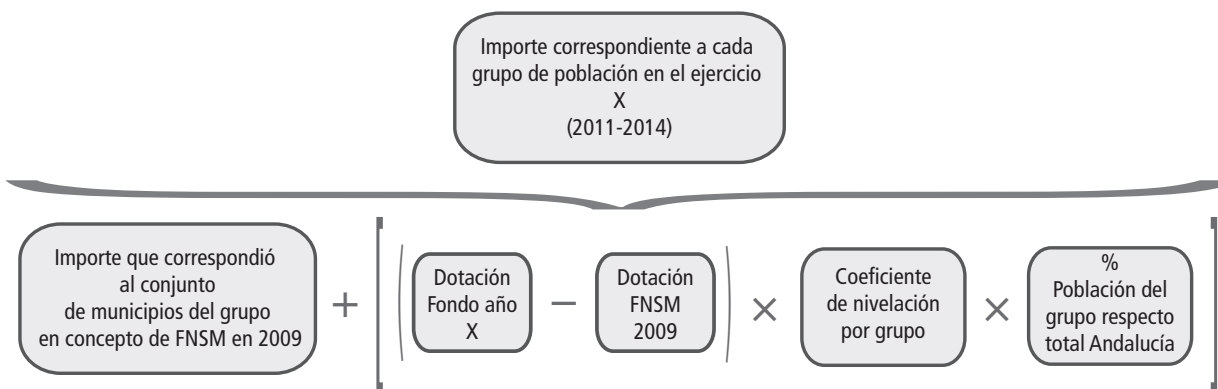 Importe correspondiente a cada
grupo de población en el ejercicio
X
(2011-2014)
Importe que correspondió
al conjunto
de municipios del grupo
en concepto de FNSM en 2009
+
Dotación
Fondo año
X
−
Dotación
FNSM
2009
×
Coeficiente
de nivelación
por grupo
×
%
Población del
grupo respecto
total Andalucía